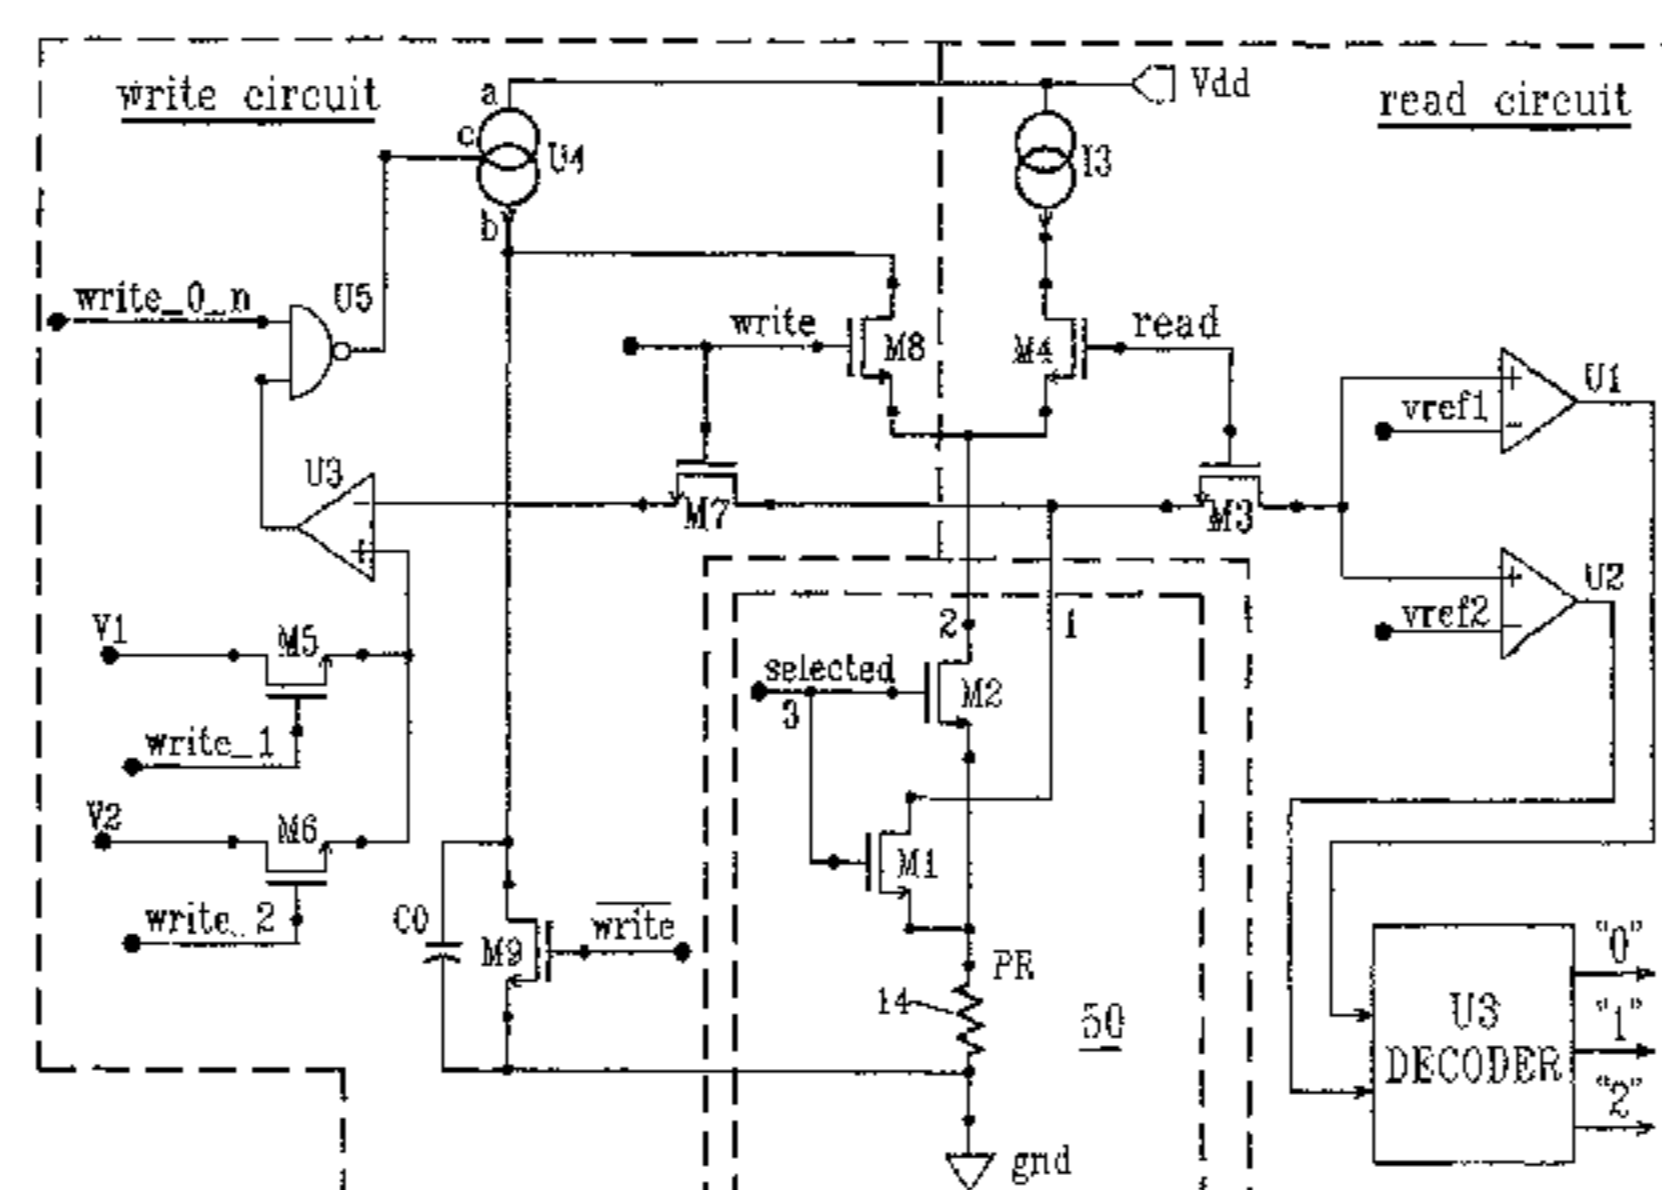 write circuit
a
c
U4
b
Vdd
I3
read circuit
write_0_n
U5
write
M8
M4
read
U1
vref1
U3
M7
M3
V1
M5
write_1
2
1
selected
3
M2
U2
vref2
V2
M6
write_2
M1
C0
M9
write
PR
14
50
U3
DECODER
"0"
"1"
"2"
gnd